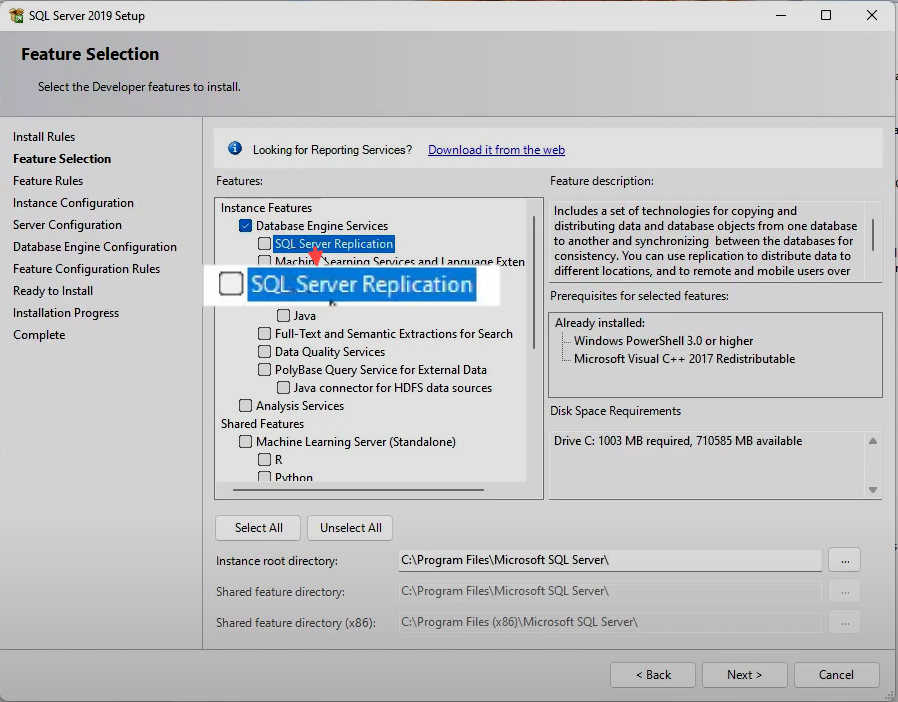 SQL Server 2019 Setup
Feature Selection
Select the Developer features to install.
Install Rules
Feature Selection
Feature Rules
Instance Configuration
Server Configuration
Database Engine Configuration
Feature Configuration Rules
Ready to Install
Installation Progress
Complete
Looking for Reporting Services? Download it from the web
Features:
Instance Features
Database Engine Services
SQL Server Replication
Machine Learning Services and Language Exten
SQL Server Replication
Java
Full-Text and Semantic Extractions for Search
Data Quality Services
PolyBase Query Service for External Data
Java connector for HDFS data sources
Analysis Services
Shared Features
Machine Learning Server (Standalone)
R
Python
Feature description:
Includes a set of technologies for copying and
distributing data and database objects from one database
to another and synchronizing between the databases for
consistency. You can use replication to distribute data to
different locations, and to remote and mobile users over
Prerequisites for selected features:
Already installed:
Windows PowerShell 3.0 or higher
Microsoft Visual C++ 2017 Redistributable
Disk Space Requirements
Drive C: 1003 MB required, 710585 MB available
Select All
Unselect All
Instance root directory: C:\Program Files\Microsoft SQL Server\ ...
Shared feature directory: C:\Program Files\Microsoft SQL Server\ ...
Shared feature directory (x86): C:\Program Files (x86)\Microsoft SQL Server\ ...
< Back
Next >
Cancel